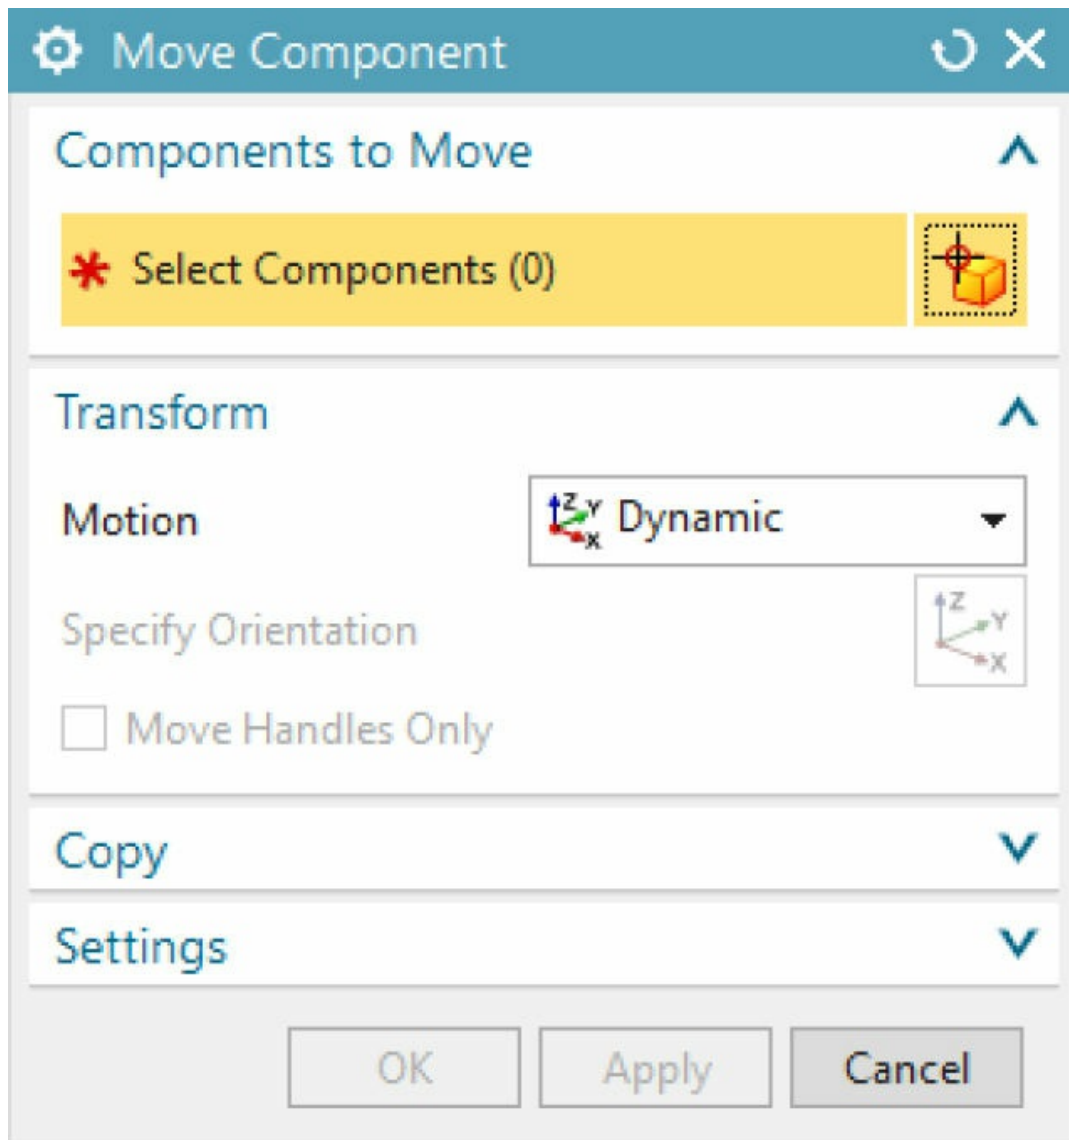 Move Component
Components to Move
* Select Components (0)
Transform
Motion
Z Y X Dynamic
Specify Orientation
Z Y X
Move Handles Only
Copy
Settings
OK Apply Cancel